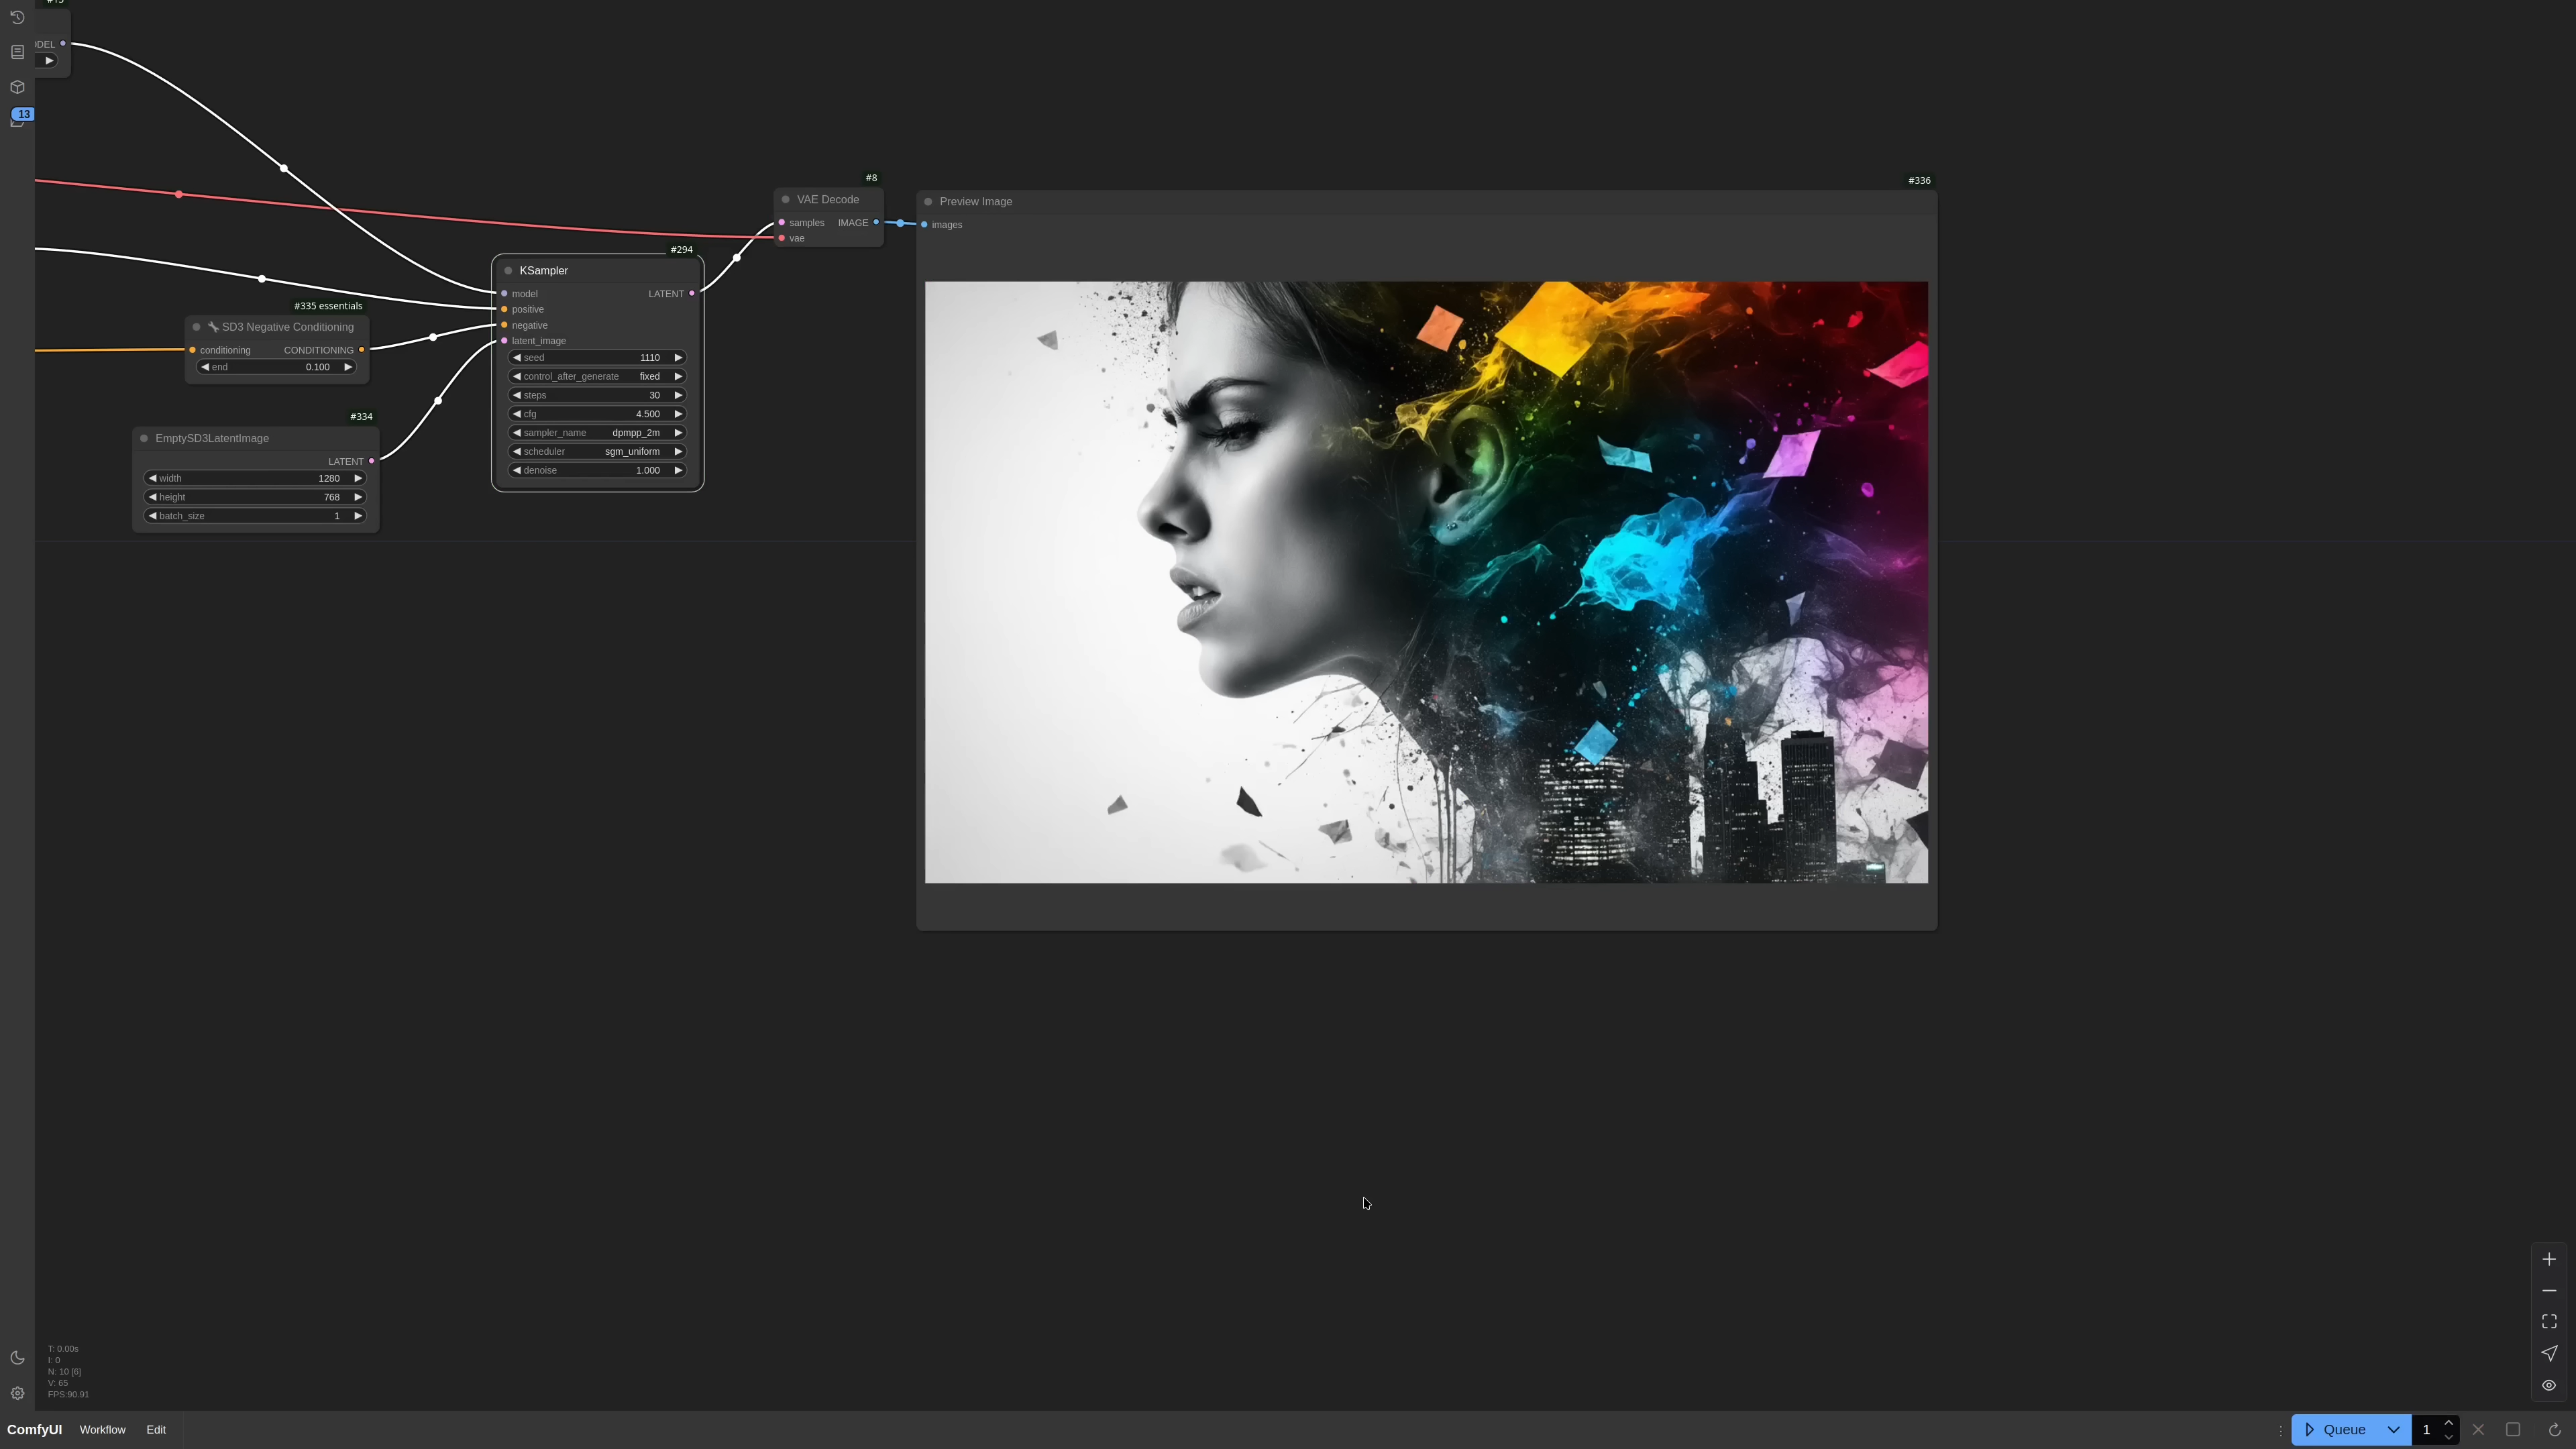 ODEL
13
#8
VAE Decode
samples IMAGE
vae
#336
Preview Image
images
#294
KSampler
model LATENT
positive
negative
latent_image
seed 1110
control_after_generate fixed
steps 30
cfg 4.500
sampler_name dpmpp_2m
scheduler sgm_uniform
denoise 1.000
#335 essentials
SD3 Negative Conditioning
conditioning CONDITIONING
end 0.100
#334
EmptySD3LatentImage
LATENT
width 1280
height 768
batch_size 1
T: 0.00s
I: 0
N: 10 [6]
V: 65
FPS:90.91
ComfyUI Workflow Edit
Queue 1